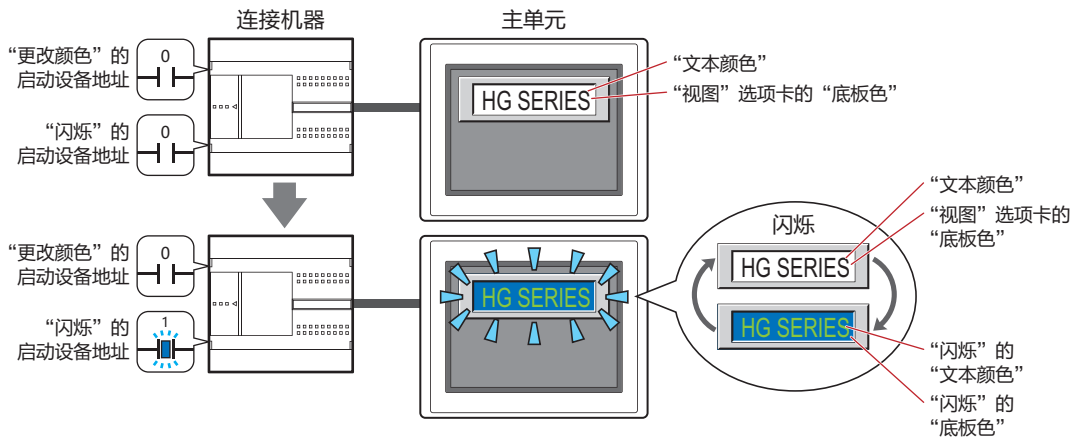 连接机器
主单元
“更改颜色”的
启动设备地址
0
“闪烁”的
启动设备地址
0
HG SERIES
“文本颜色”
“视图”选项卡的“底板色”
“更改颜色”的
启动设备地址
0
“闪烁”的
启动设备地址
1
HG SERIES
闪烁
HG SERIES
HG SERIES
“文本颜色”
“视图”选项卡的
“底板色”
“闪烁”的
“文本颜色”
“闪烁”的
“底板色”